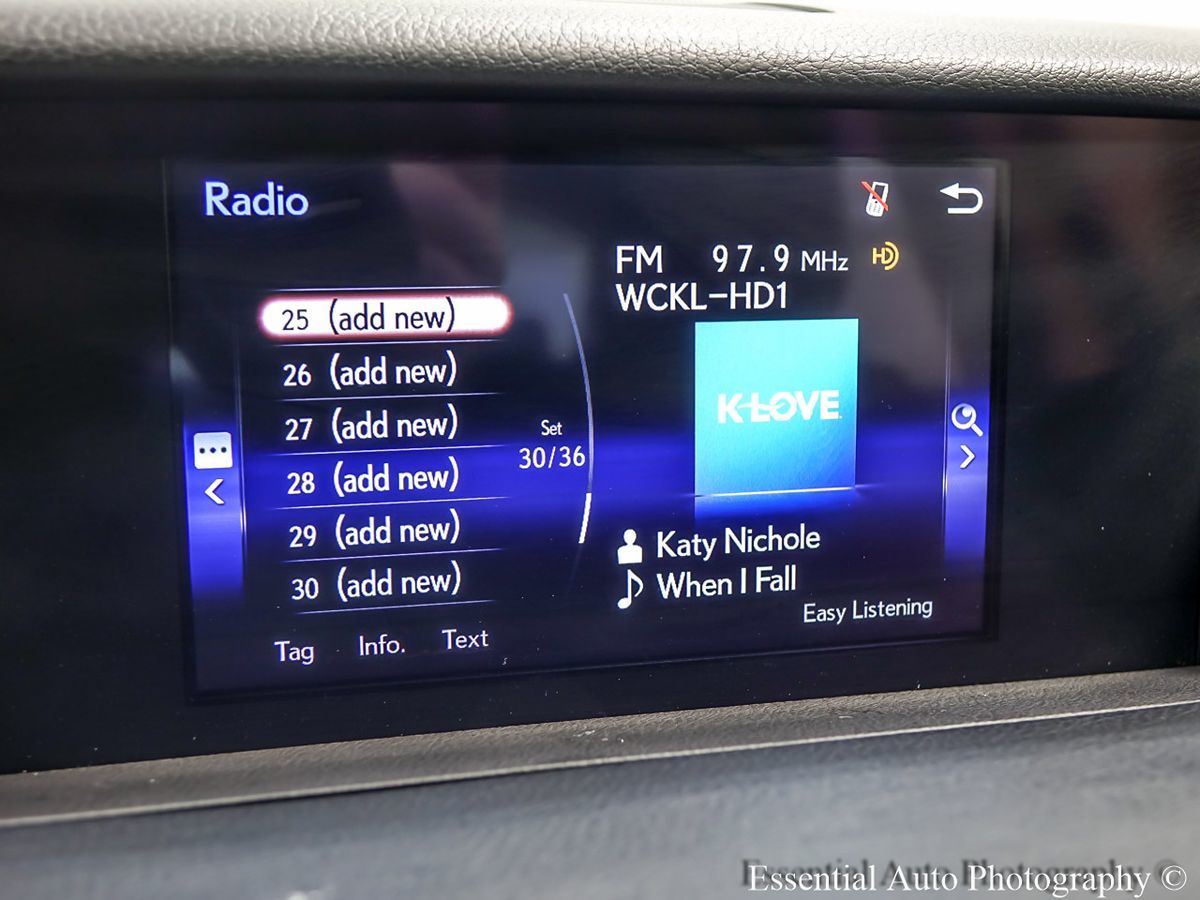 Radio
FM 97.9 MHz HD
WCKL-HD1
25 (add new)
26 (add new)
27 (add new)
28 (add new)
29 (add new)
30 (add new)
Set
30/36
K-LOVE
Katy Nichole
When I Fall
Easy Listening
Tag Info. Text
Essential Auto Photography ©